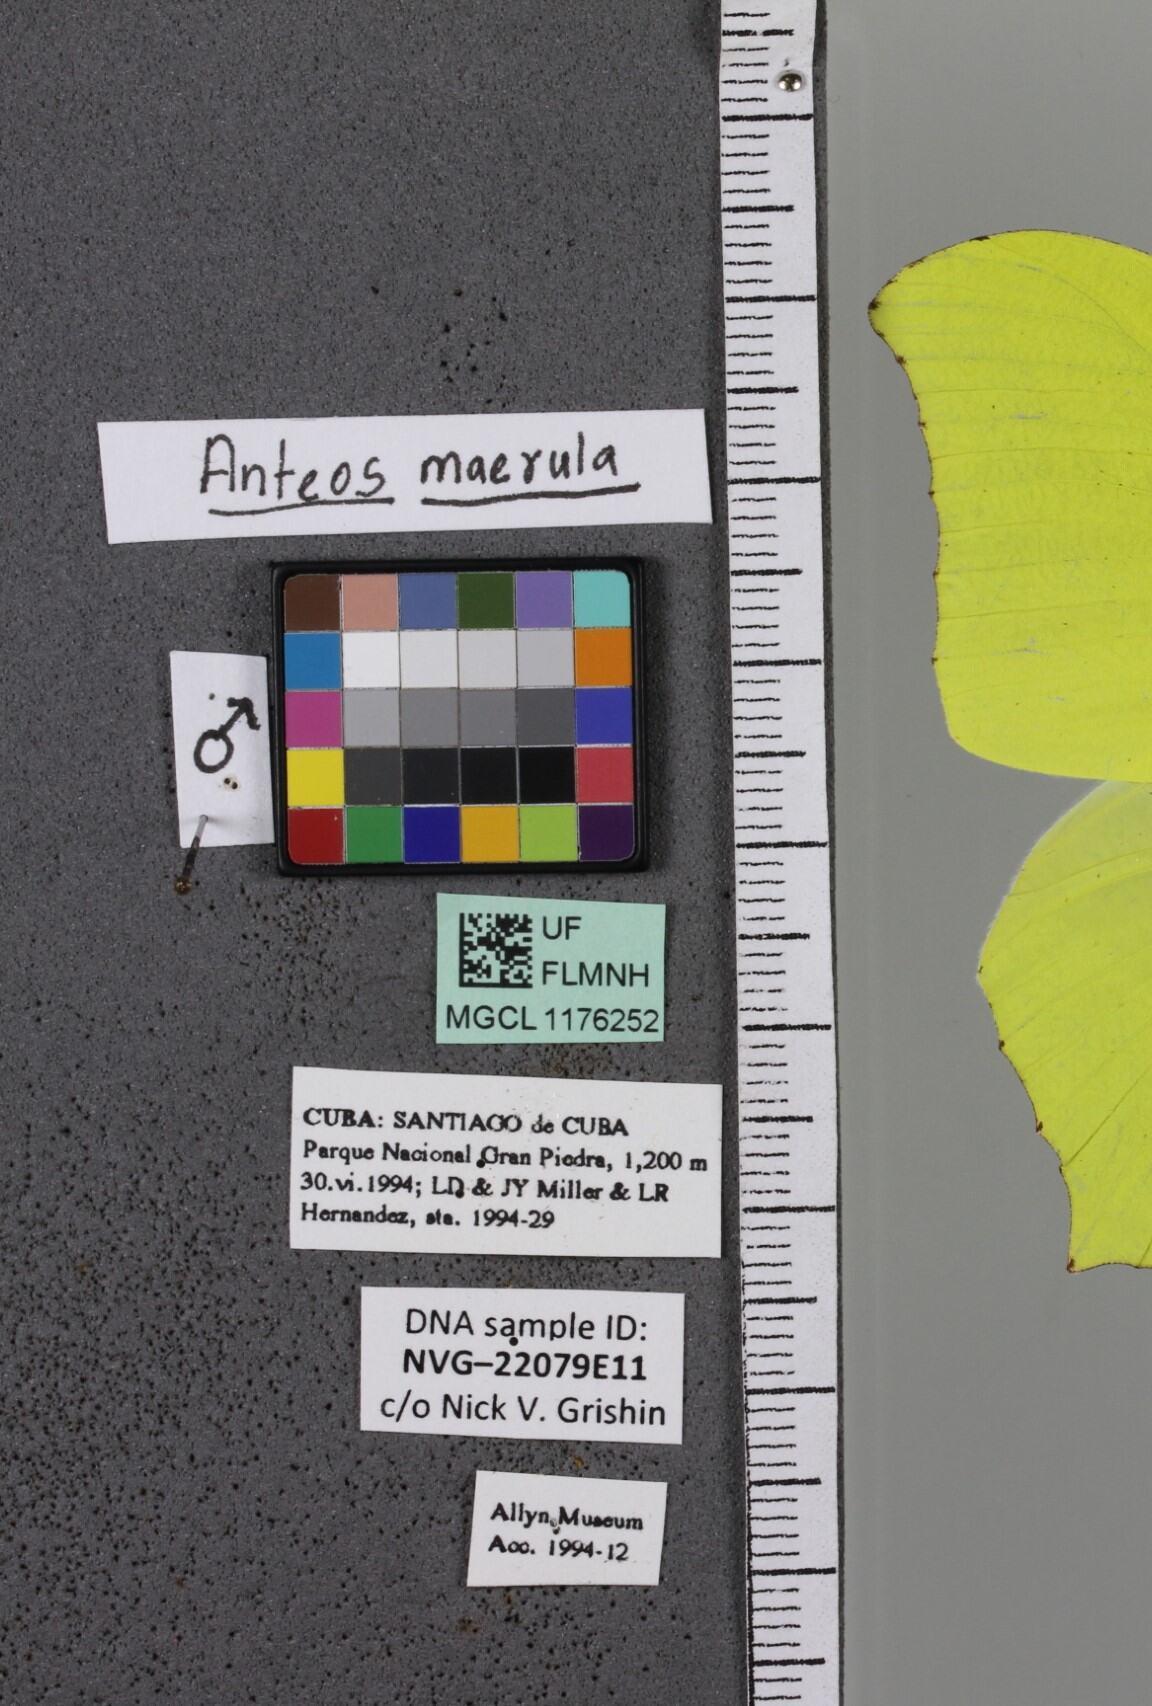 Anteos maerula
♂
UF
FLMNH
MGCL 1176252
CUBA: SANTIAGO de CUBA
Parque Nacional Gran Piedra, 1,200 m
30.vi.1994; LD & JY Miller & LR
Hernandez, sta. 1994-29
DNA sample ID:
NVG–22079E11
c/o Nick V. Grishin
Allyn Museum
Acc. 1994-12